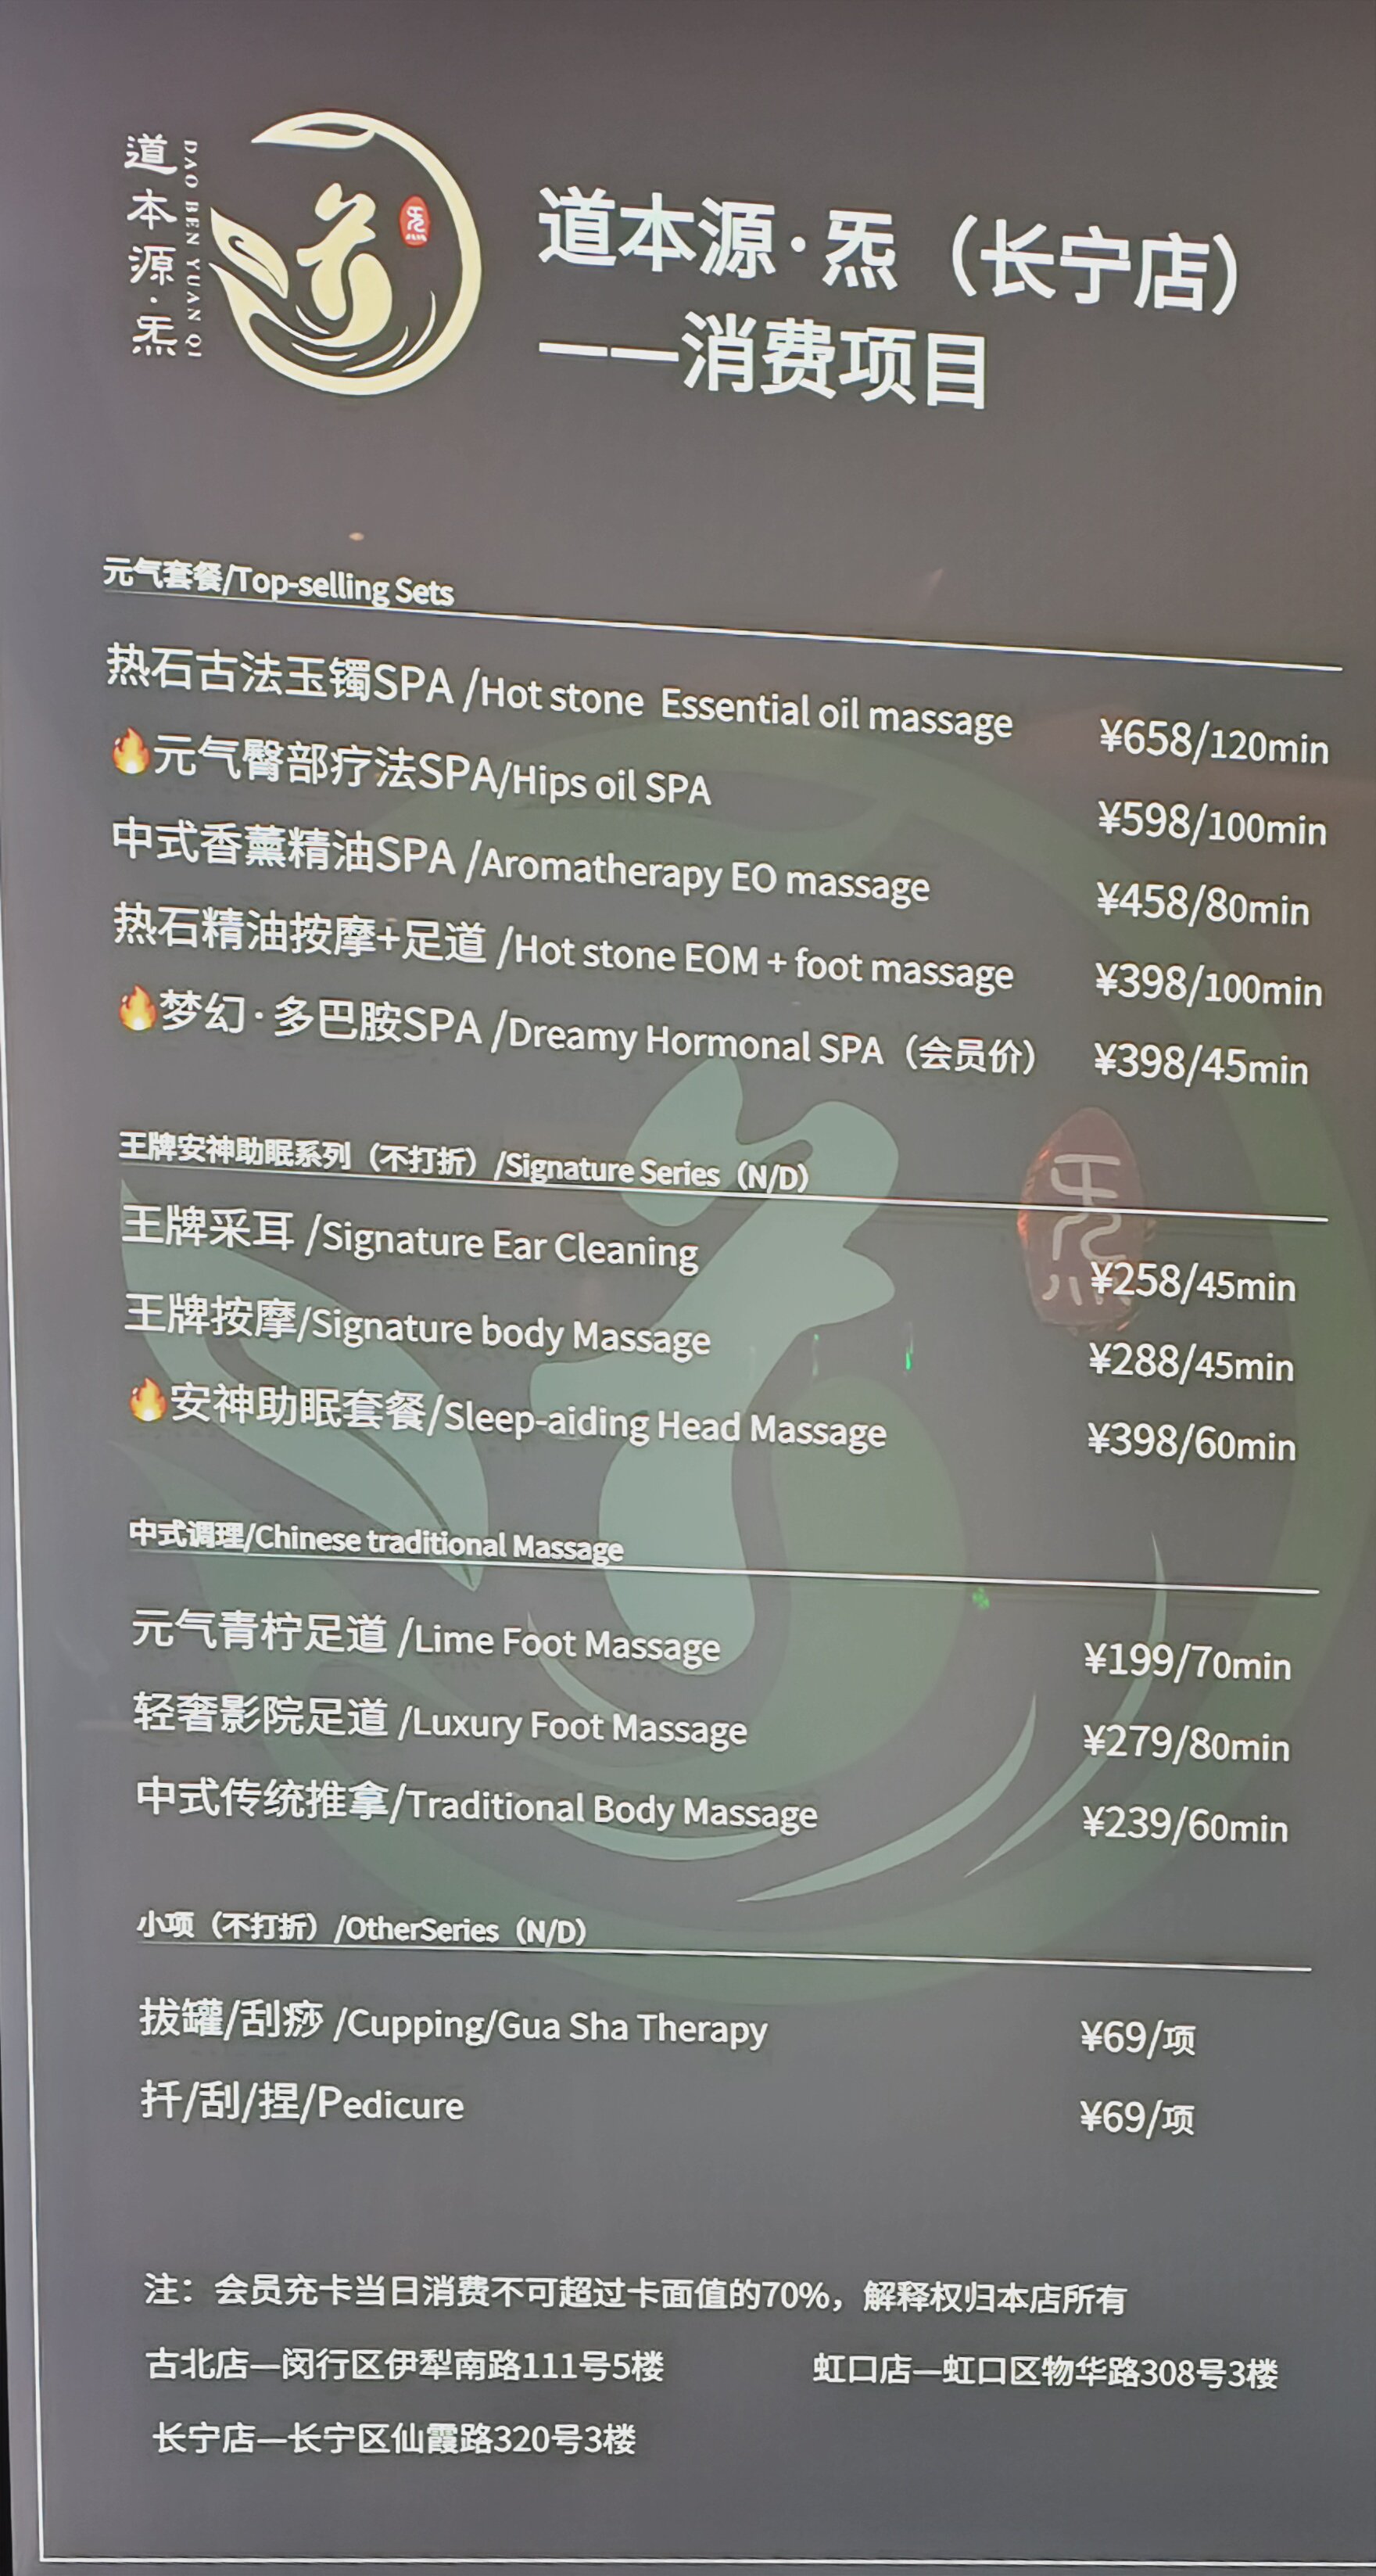 道本源·炁
DAO BEN YUAN QI
炁
道本源·炁（长宁店）
——消费项目
元气套餐/Top-selling Sets
热石古法玉镯SPA /Hot stone Essential oil massage ¥658/120min
🔥元气臀部疗法SPA/Hips oil SPA ¥598/100min
中式香薰精油SPA /Aromatherapy EO massage ¥458/80min
热石精油按摩+足道 /Hot stone EOM + foot massage ¥398/100min
🔥梦幻·多巴胺SPA /Dreamy Hormonal SPA（会员价） ¥398/45min
王牌安神助眠系列（不打折）/Signature Series（N/D）
王牌采耳 /Signature Ear Cleaning ¥258/45min
王牌按摩/Signature body Massage ¥288/45min
🔥安神助眠套餐/Sleep-aiding Head Massage ¥398/60min
炁
中式调理/Chinese traditional Massage
元气青柠足道 /Lime Foot Massage ¥199/70min
轻奢影院足道 /Luxury Foot Massage ¥279/80min
中式传统推拿/Traditional Body Massage ¥239/60min
小项（不打折）/OtherSeries（N/D）
拔罐/刮痧 /Cupping/Gua Sha Therapy ¥69/项
扦/刮/捏/Pedicure ¥69/项
注：会员充卡当日消费不可超过卡面值的70%，解释权归本店所有
古北店—闵行区伊犁南路111号5楼 虹口店—虹口区物华路308号3楼
长宁店—长宁区仙霞路320号3楼